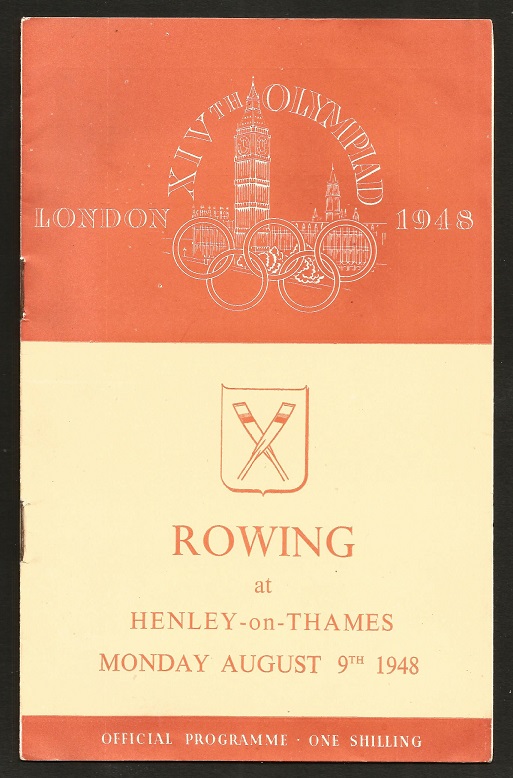 XIVTH OLYMPIAD
LONDON 1948
ROWING
at
HENLEY-on-THAMES
MONDAY AUGUST 9TH 1948
OFFICIAL PROGRAMME · ONE SHILLING